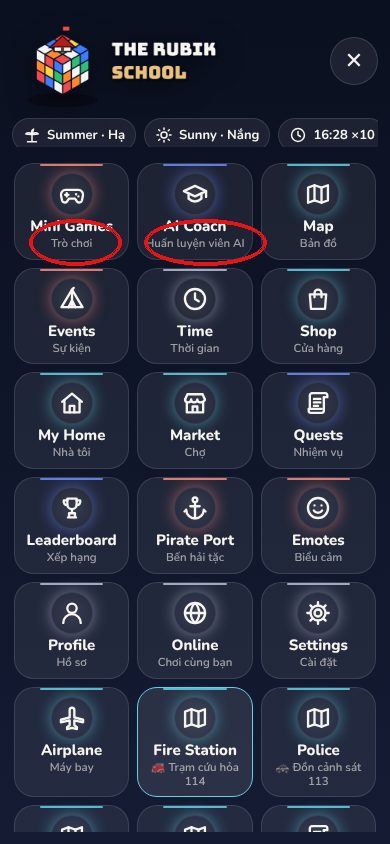 THE RUBIK
SCHOOL
Summer · Hạ
Sunny · Nắng
16:28 ×10
Mini Games
Trò chơi
AI Coach
Huấn luyện viên AI
Map
Bản đồ
Events
Sự kiện
Time
Thời gian
Shop
Cửa hàng
My Home
Nhà tôi
Market
Chợ
Quests
Nhiệm vụ
Leaderboard
Xếp hạng
Pirate Port
Bến hải tặc
Emotes
Biểu cảm
Profile
Hồ sơ
Online
Chơi cùng bạn
Settings
Cài đặt
Airplane
Máy bay
Fire Station
🚒 Trạm cứu hỏa
114
Police
🚓 Đồn cảnh sát
113